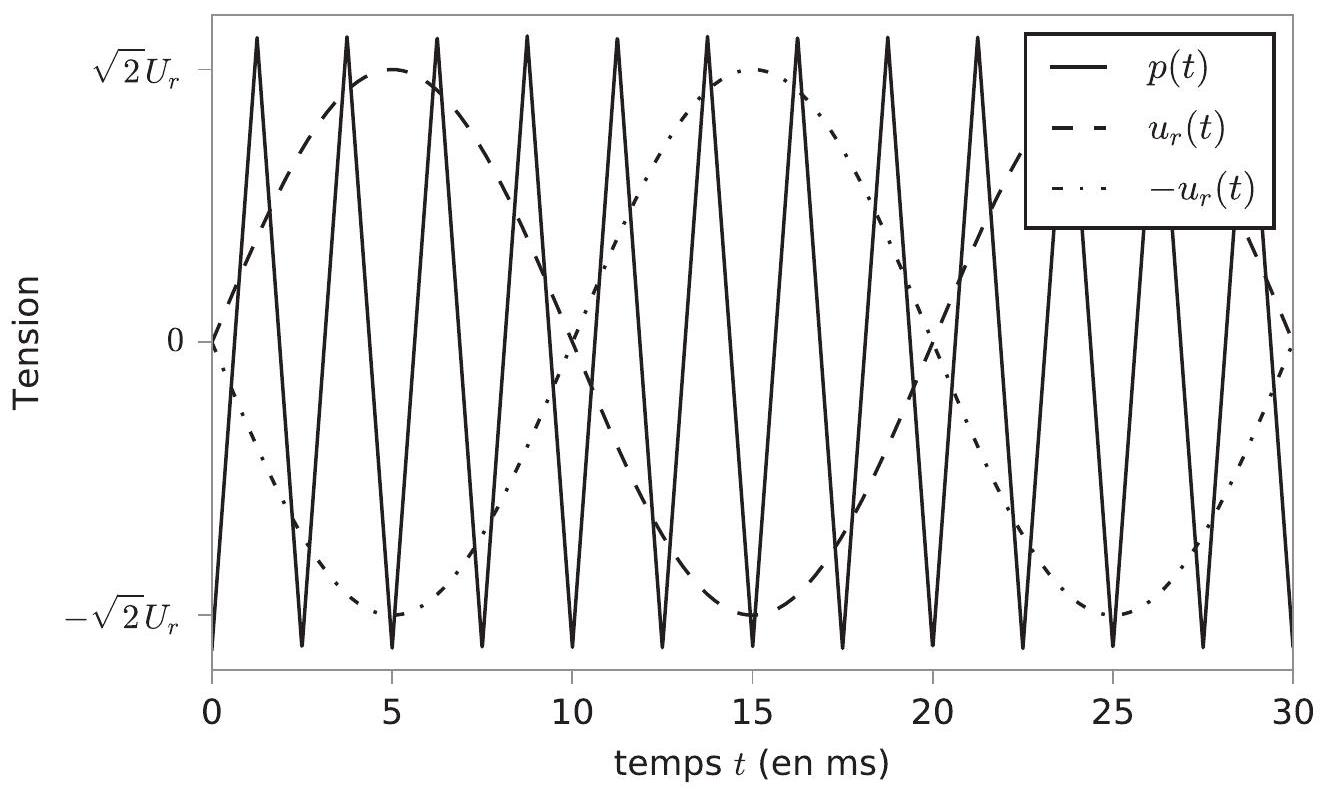 √2U_r
0
−√2U_r
Tension
0 5 10 15 20 25 30
temps t (en ms)
p(t)
u_r(t)
−u_r(t)